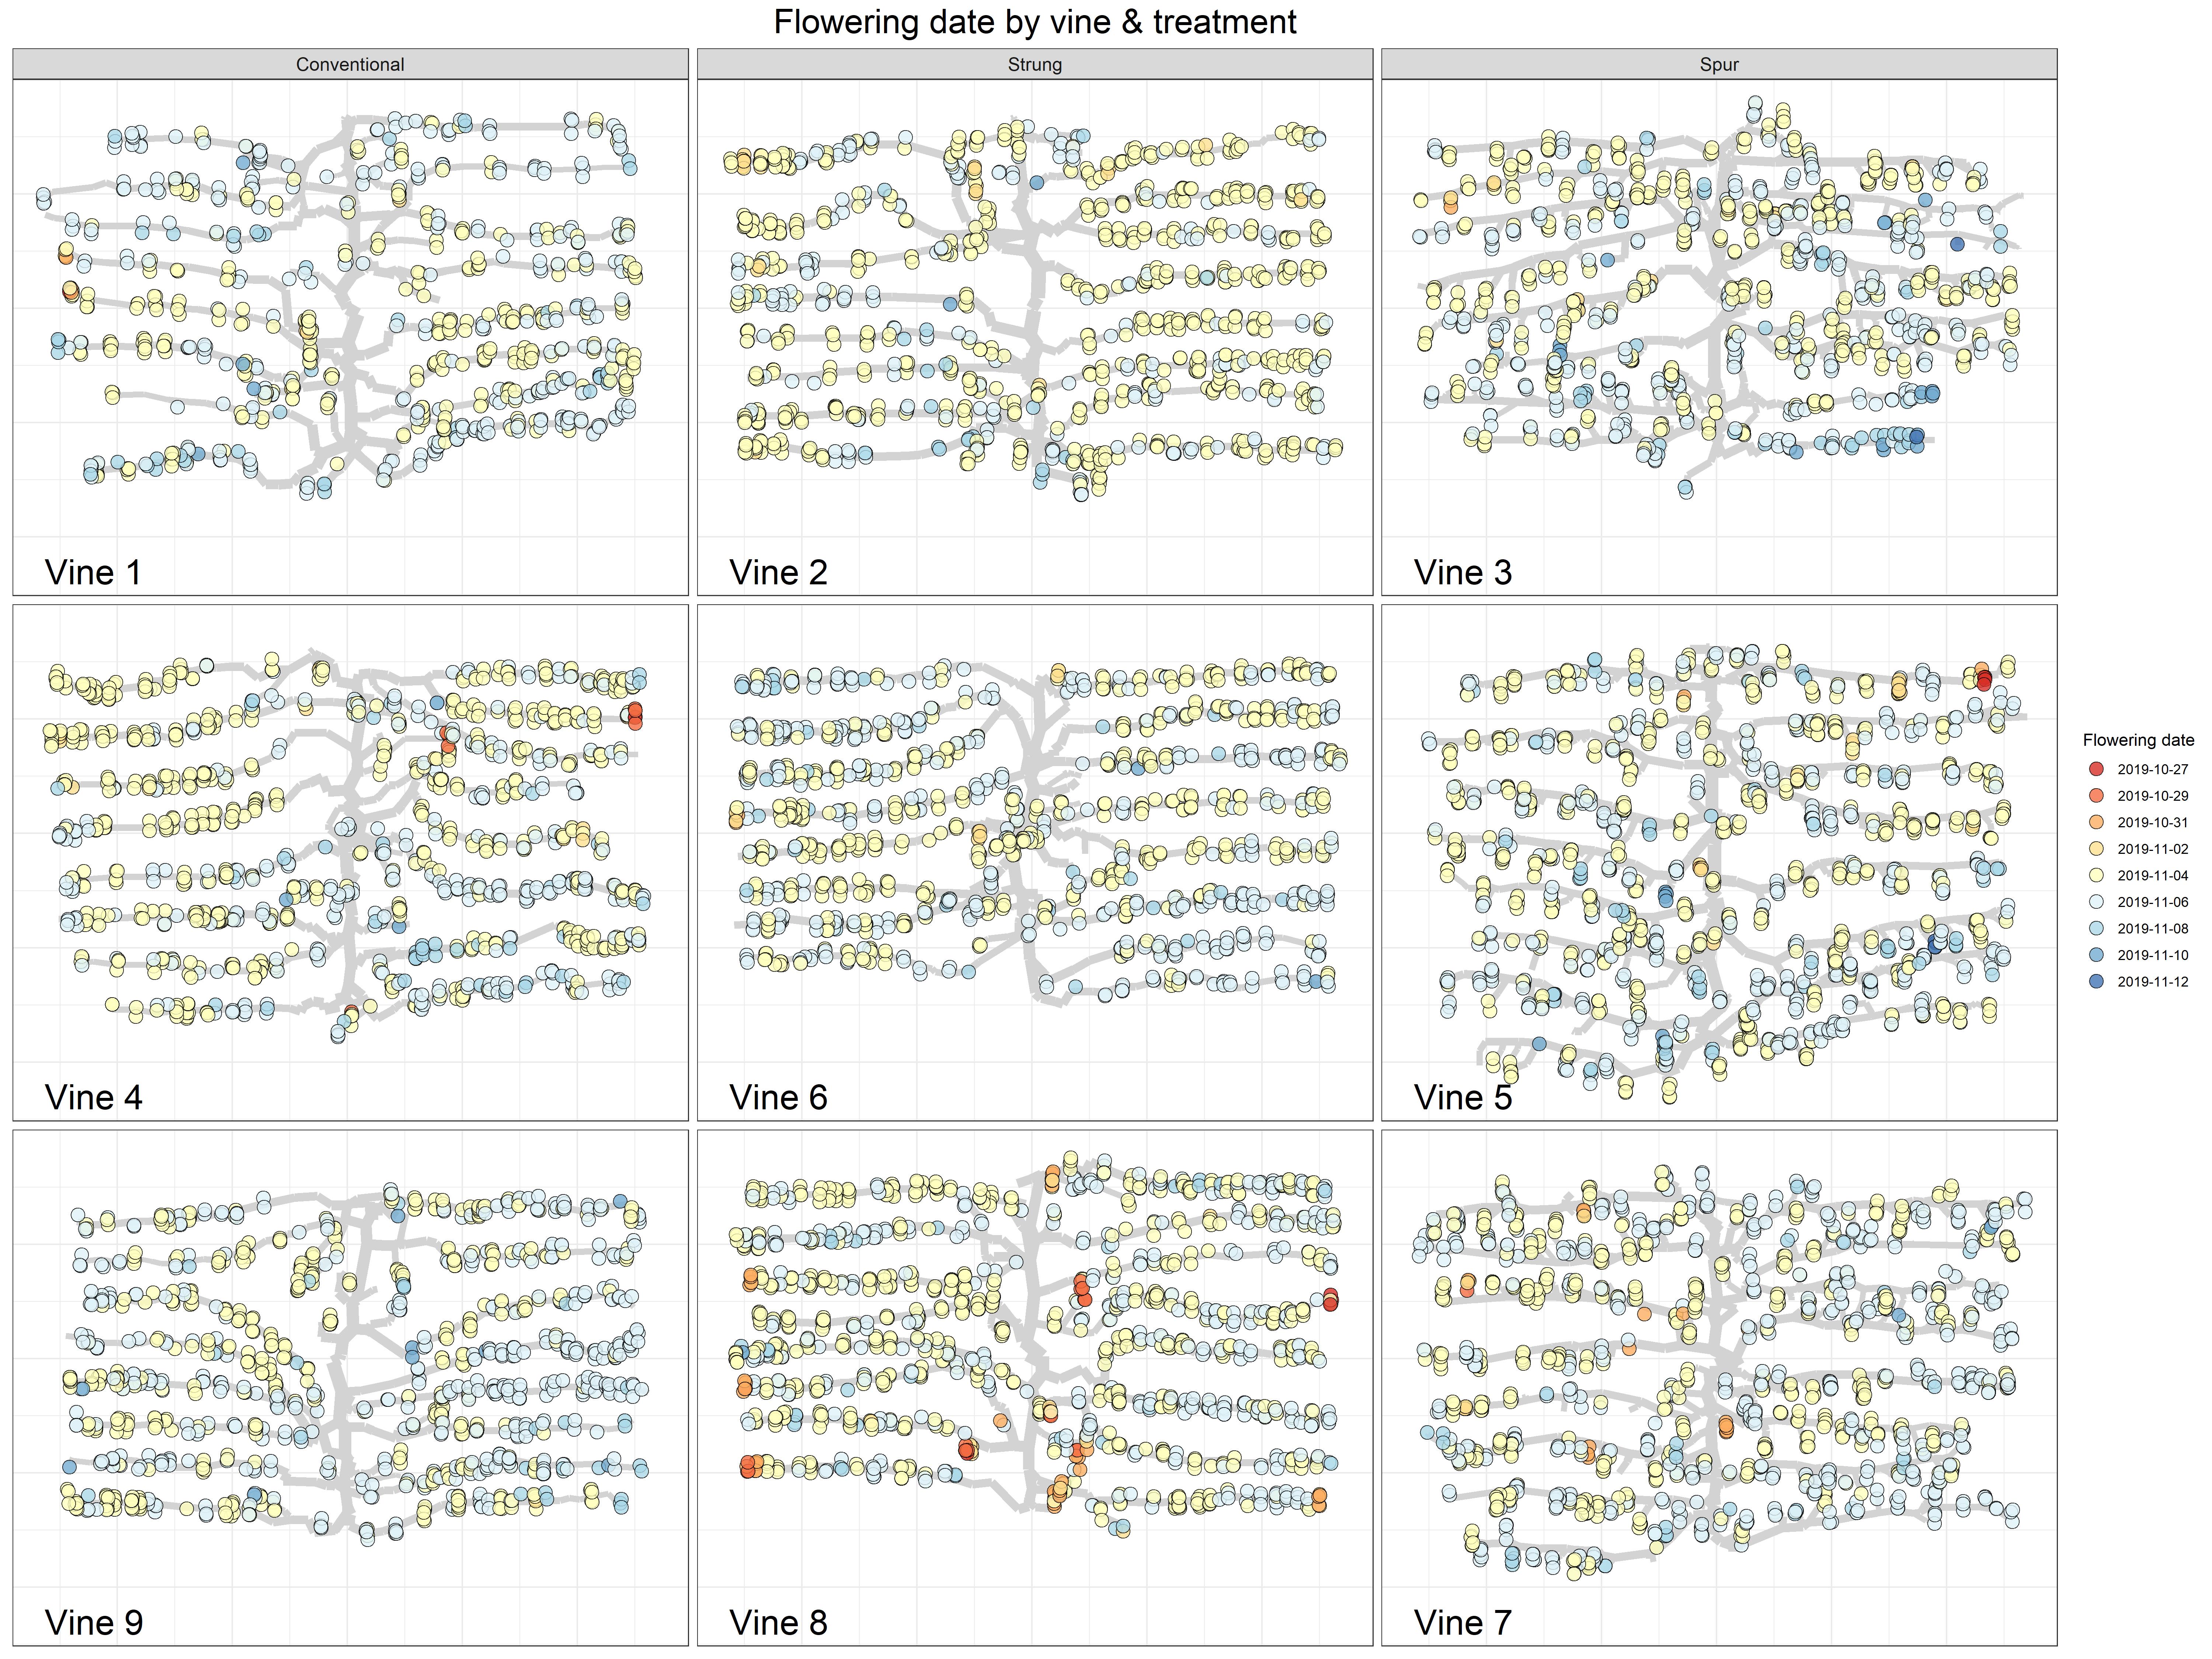 Flowering date by vine & treatment
Conventional
Strung
Spur
Vine 1
Vine 2
Vine 3
Vine 4
Vine 6
Vine 5
Vine 9
Vine 8
Vine 7
Flowering date
2019-10-27
2019-10-29
2019-10-31
2019-11-02
2019-11-04
2019-11-06
2019-11-08
2019-11-10
2019-11-12